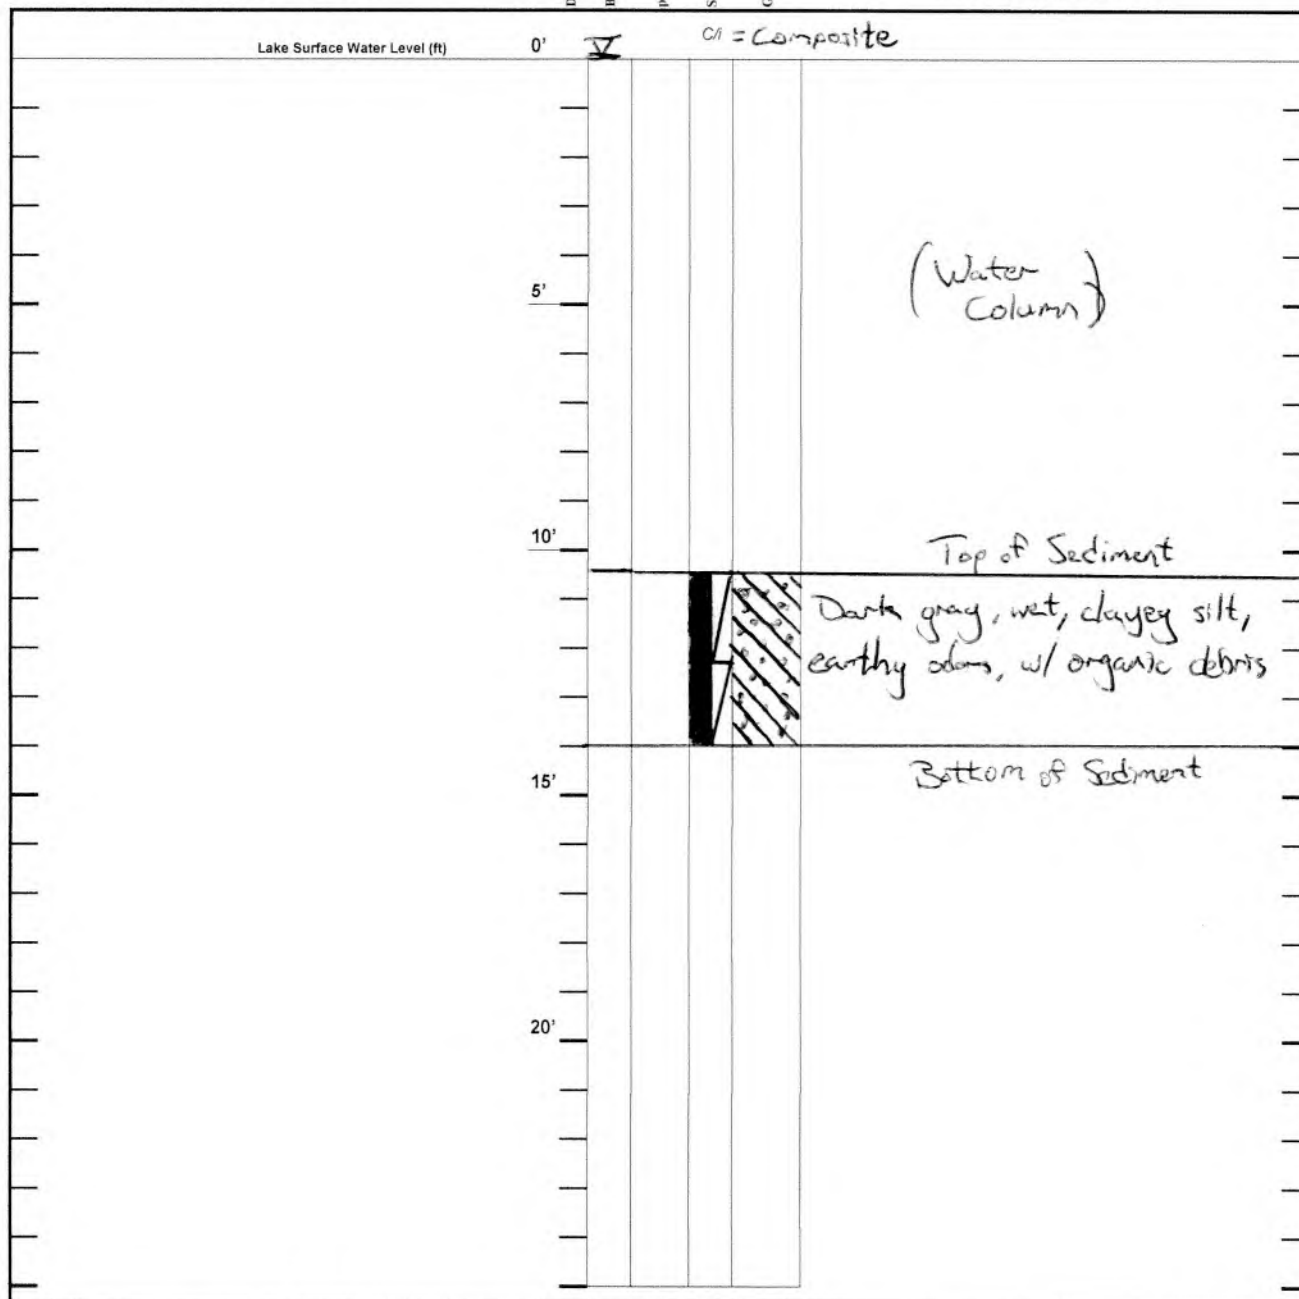 C/I = Composite
Lake Surface Water Level (ft) 0'
(Water
Column)
5'
10'
Top of Sediment
Dark gray, wet, clayey silt,
earthy odors, w/ organic debris
Bottom of Sediment
15'
20'